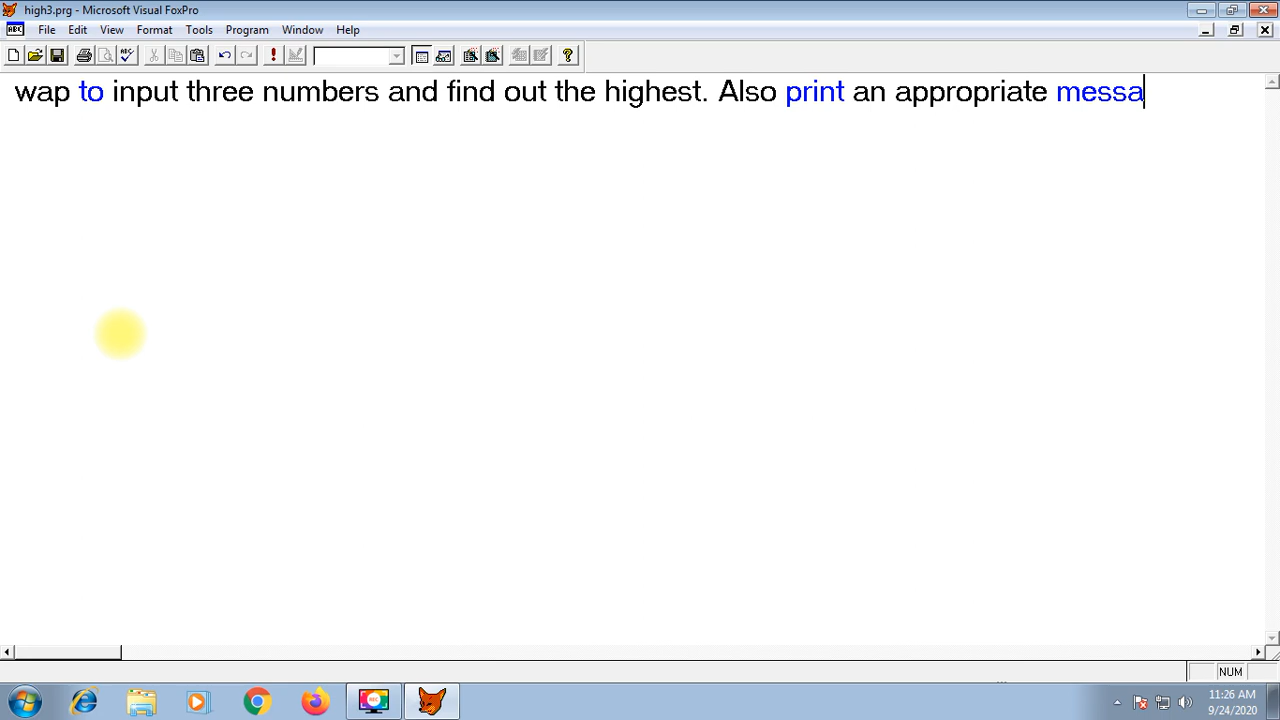 high3.prg - Microsoft Visual FoxPro
File Edit View Format Tools Program Window Help
wap to input three numbers and find out the highest. Also print an appropriate messa
NUM
11:26 AM
9/24/2020